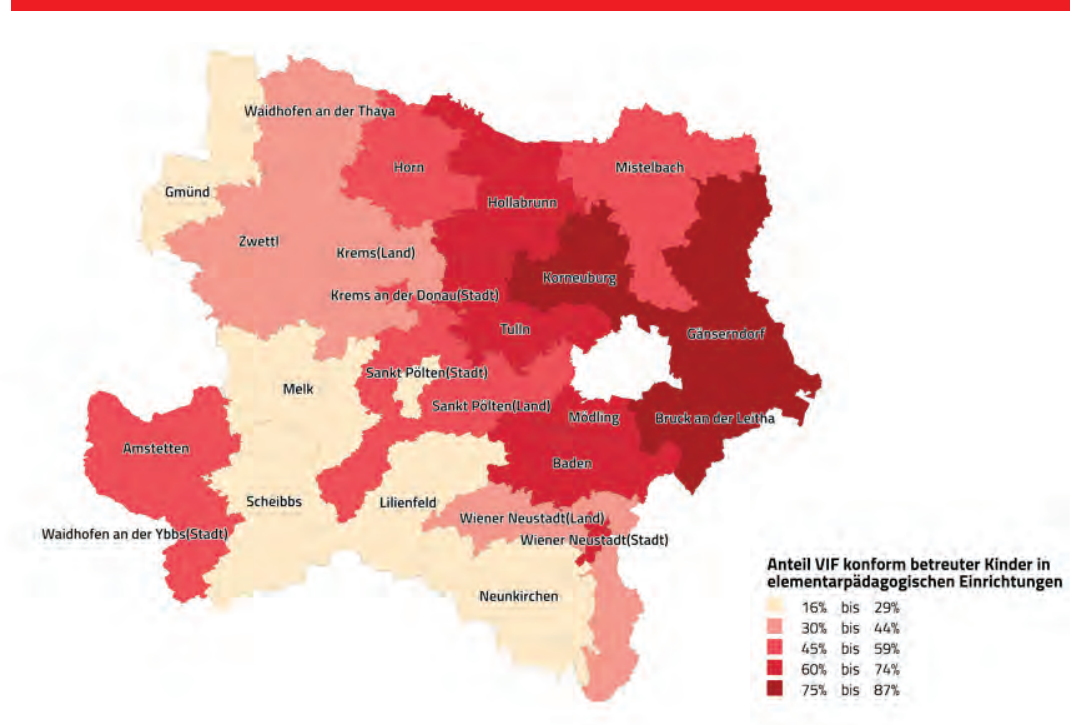 Waidhofen an der Thaya
Horn
Mistelbach
Gmünd
Hollabrunn
Zwettl
Krems(Land)
Korneuburg
Krems an der Donau(Stadt)
Tulln
Gänserndorf
Sankt Pölten(Stadt)
Melk
Sankt Pölten(Land)
Mödling
Bruck an der Leitha
Amstetten
Baden
Scheibbs
Lilienfeld
Wiener Neustadt(Land)
Waidhofen an der Ybbs(Stadt)
Wiener Neustadt(Stadt)
Neunkirchen
Anteil VIF konform betreuter Kinder in
elementarpädagogischen Einrichtungen
16% bis 29%
30% bis 44%
45% bis 59%
60% bis 74%
75% bis 87%